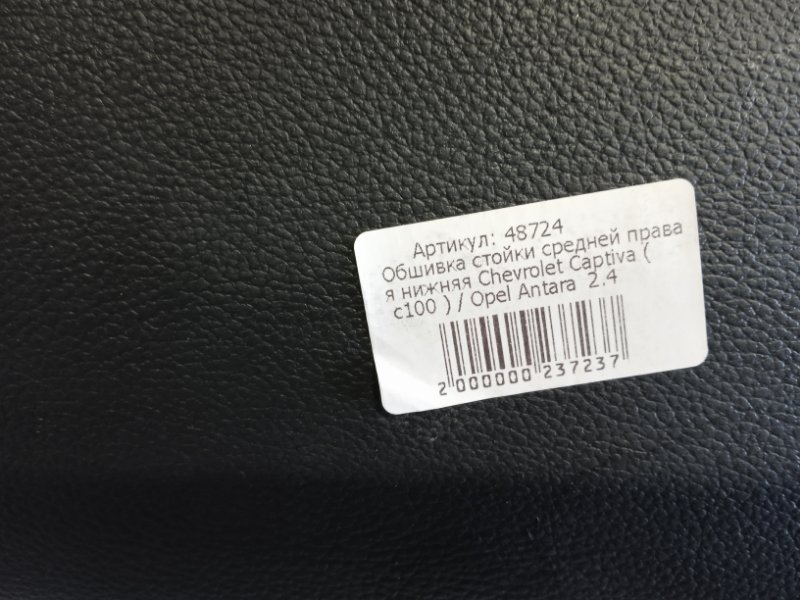 Артикул: 48724
Обшивка стойки средней права
я нижняя Chevrolet Captiva (
c100 ) / Opel Antara 2.4
2 000000 237237